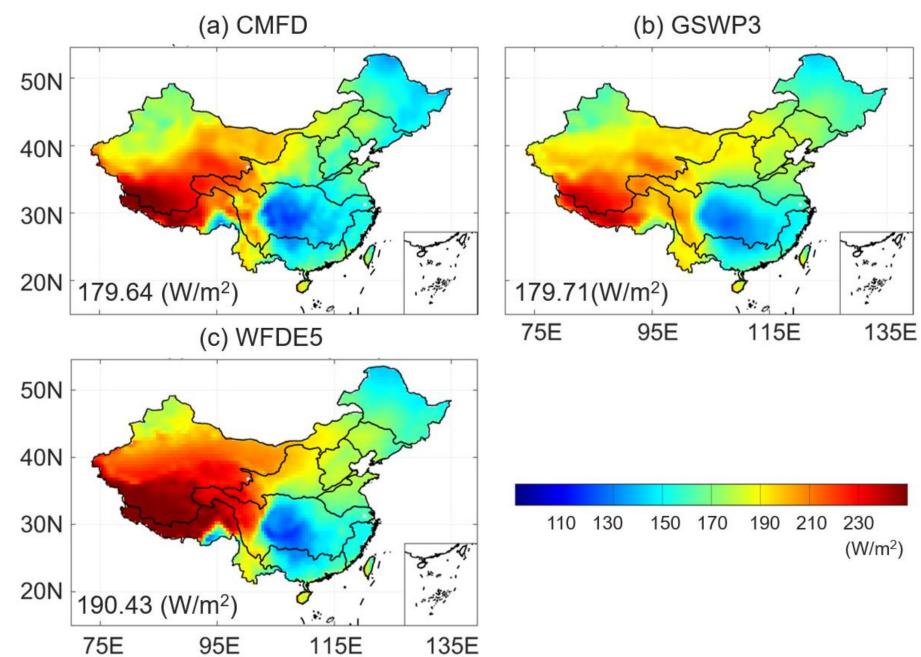 (a) CMFD
(b) GSWP3
50N
40N
30N
20N
179.64 (W/m²)
179.71(W/m²)
75E 95E 115E 135E
(c) WFDE5
50N
40N
30N
20N
190.43 (W/m²)
75E 95E 115E 135E
110 130 150 170 190 210 230
(W/m²)